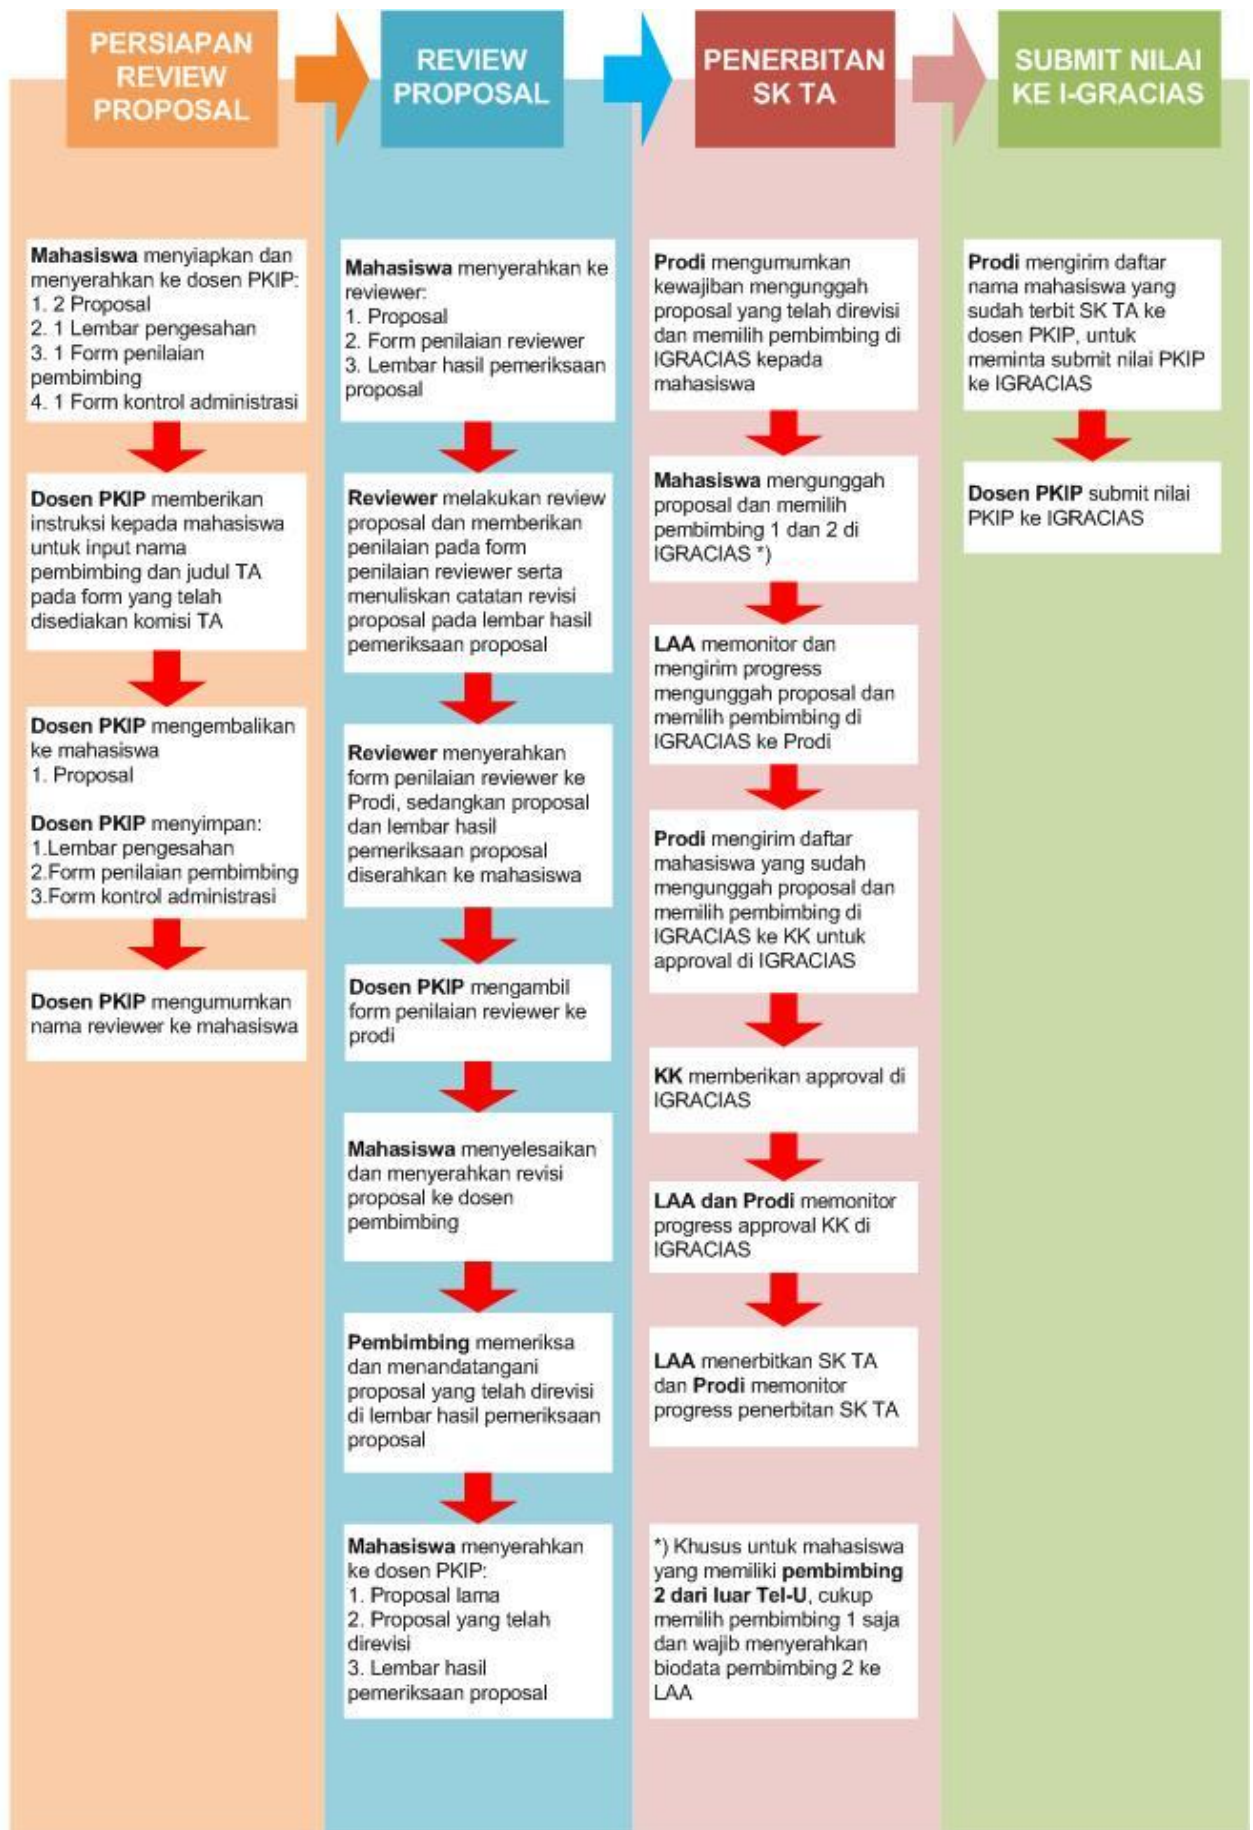 PERSIAPAN
REVIEW
PROPOSAL
REVIEW
PROPOSAL
PENERBITAN
SK TA
SUBMIT NILAI
KE I-GRACIAS
Mahasiswa menyiapkan dan
menyerahkan ke dosen PKIP:
1. 2 Proposal
2. 1 Lembar pengesahan
3. 1 Form penilaian
pembimbing
4. 1 Form kontrol administrasi
Dosen PKIP memberikan
instruksi kepada mahasiswa
untuk input nama
pembimbing dan judul TA
pada form yang telah
disediakan komisi TA
Dosen PKIP mengembalikan
ke mahasiswa
1. Proposal
Dosen PKIP menyimpan:
1.Lembar pengesahan
2.Form penilaian pembimbing
3.Form kontrol administrasi
Dosen PKIP mengumumkan
nama reviewer ke mahasiswa
Mahasiswa menyerahkan ke
reviewer:
1. Proposal
2. Form penilaian reviewer
3. Lembar hasil pemeriksaan
proposal
Reviewer melakukan review
proposal dan memberikan
penilaian pada form
penilaian reviewer serta
menuliskan catatan revisi
proposal pada lembar hasil
pemeriksaan proposal
Reviewer menyerahkan
form penilaian reviewer ke
Prodi, sedangkan proposal
dan lembar hasil
pemeriksaan proposal
diserahkan ke mahasiswa
Dosen PKIP mengambil
form penilaian reviewer ke
prodi
Mahasiswa menyelesaikan
dan menyerahkan revisi
proposal ke dosen
pembimbing
Pembimbing memeriksa
dan menandatangani
proposal yang telah direvisi
di lembar hasil pemeriksaan
proposal
Mahasiswa menyerahkan
ke dosen PKIP:
1. Proposal lama
2. Proposal yang telah
direvisi
3. Lembar hasil
pemeriksaan proposal
Prodi mengumumkan
kewajiban mengunggah
proposal yang telah direvisi
dan memilih pembimbing di
IGRACIAS kepada
mahasiswa
Mahasiswa mengunggah
proposal dan memilih
pembimbing 1 dan 2 di
IGRACIAS *)
LAA memonitor dan
mengirim progress
mengunggah proposal dan
memilih pembimbing di
IGRACIAS ke Prodi
Prodi mengirim daftar
mahasiswa yang sudah
mengunggah proposal dan
memilih pembimbing di
IGRACIAS ke KK untuk
approval di IGRACIAS
KK memberikan approval di
IGRACIAS
LAA dan Prodi memonitor
progress approval KK di
IGRACIAS
LAA menerbitkan SK TA
dan Prodi memonitor
progress penerbitan SK TA
*) Khusus untuk mahasiswa
yang memiliki pembimbing
2 dari luar Tel-U, cukup
memilih pembimbing 1 saja
dan wajib menyerahkan
biodata pembimbing 2 ke
LAA
Prodi mengirim daftar
nama mahasiswa yang
sudah terbit SK TA ke
dosen PKIP, untuk
meminta submit nilai PKIP
ke IGRACIAS
Dosen PKIP submit nilai
PKIP ke IGRACIAS